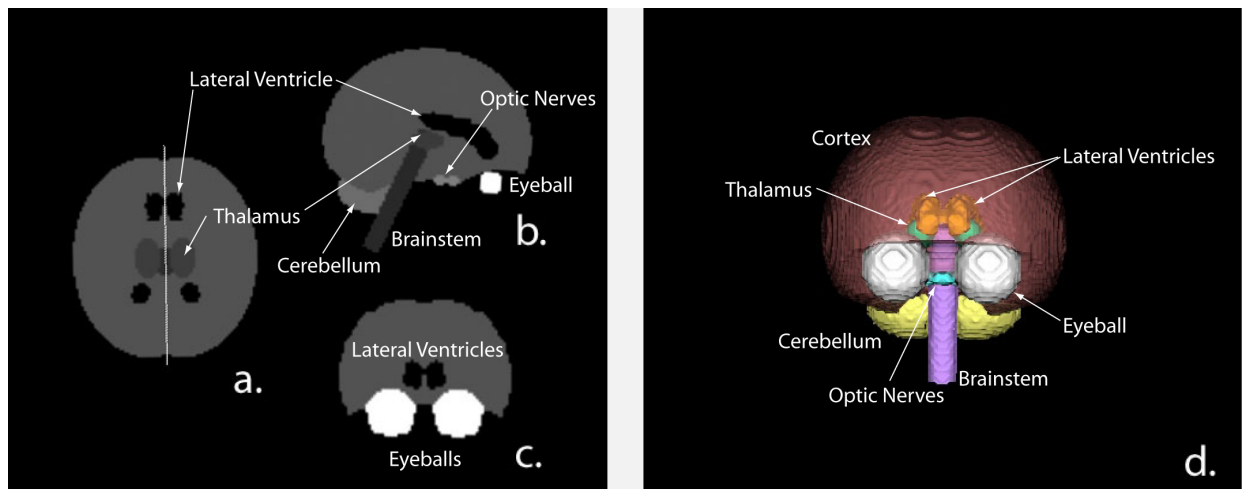 Lateral Ventricle
Optic Nerves
Eyeball
Thalamus
b.
Brainstem
Cerebellum
a.
Lateral Ventricles
Eyeballs
c.
Cortex
Lateral Ventricles
Thalamus
Eyeball
Cerebellum
Brainstem
Optic Nerves
d.